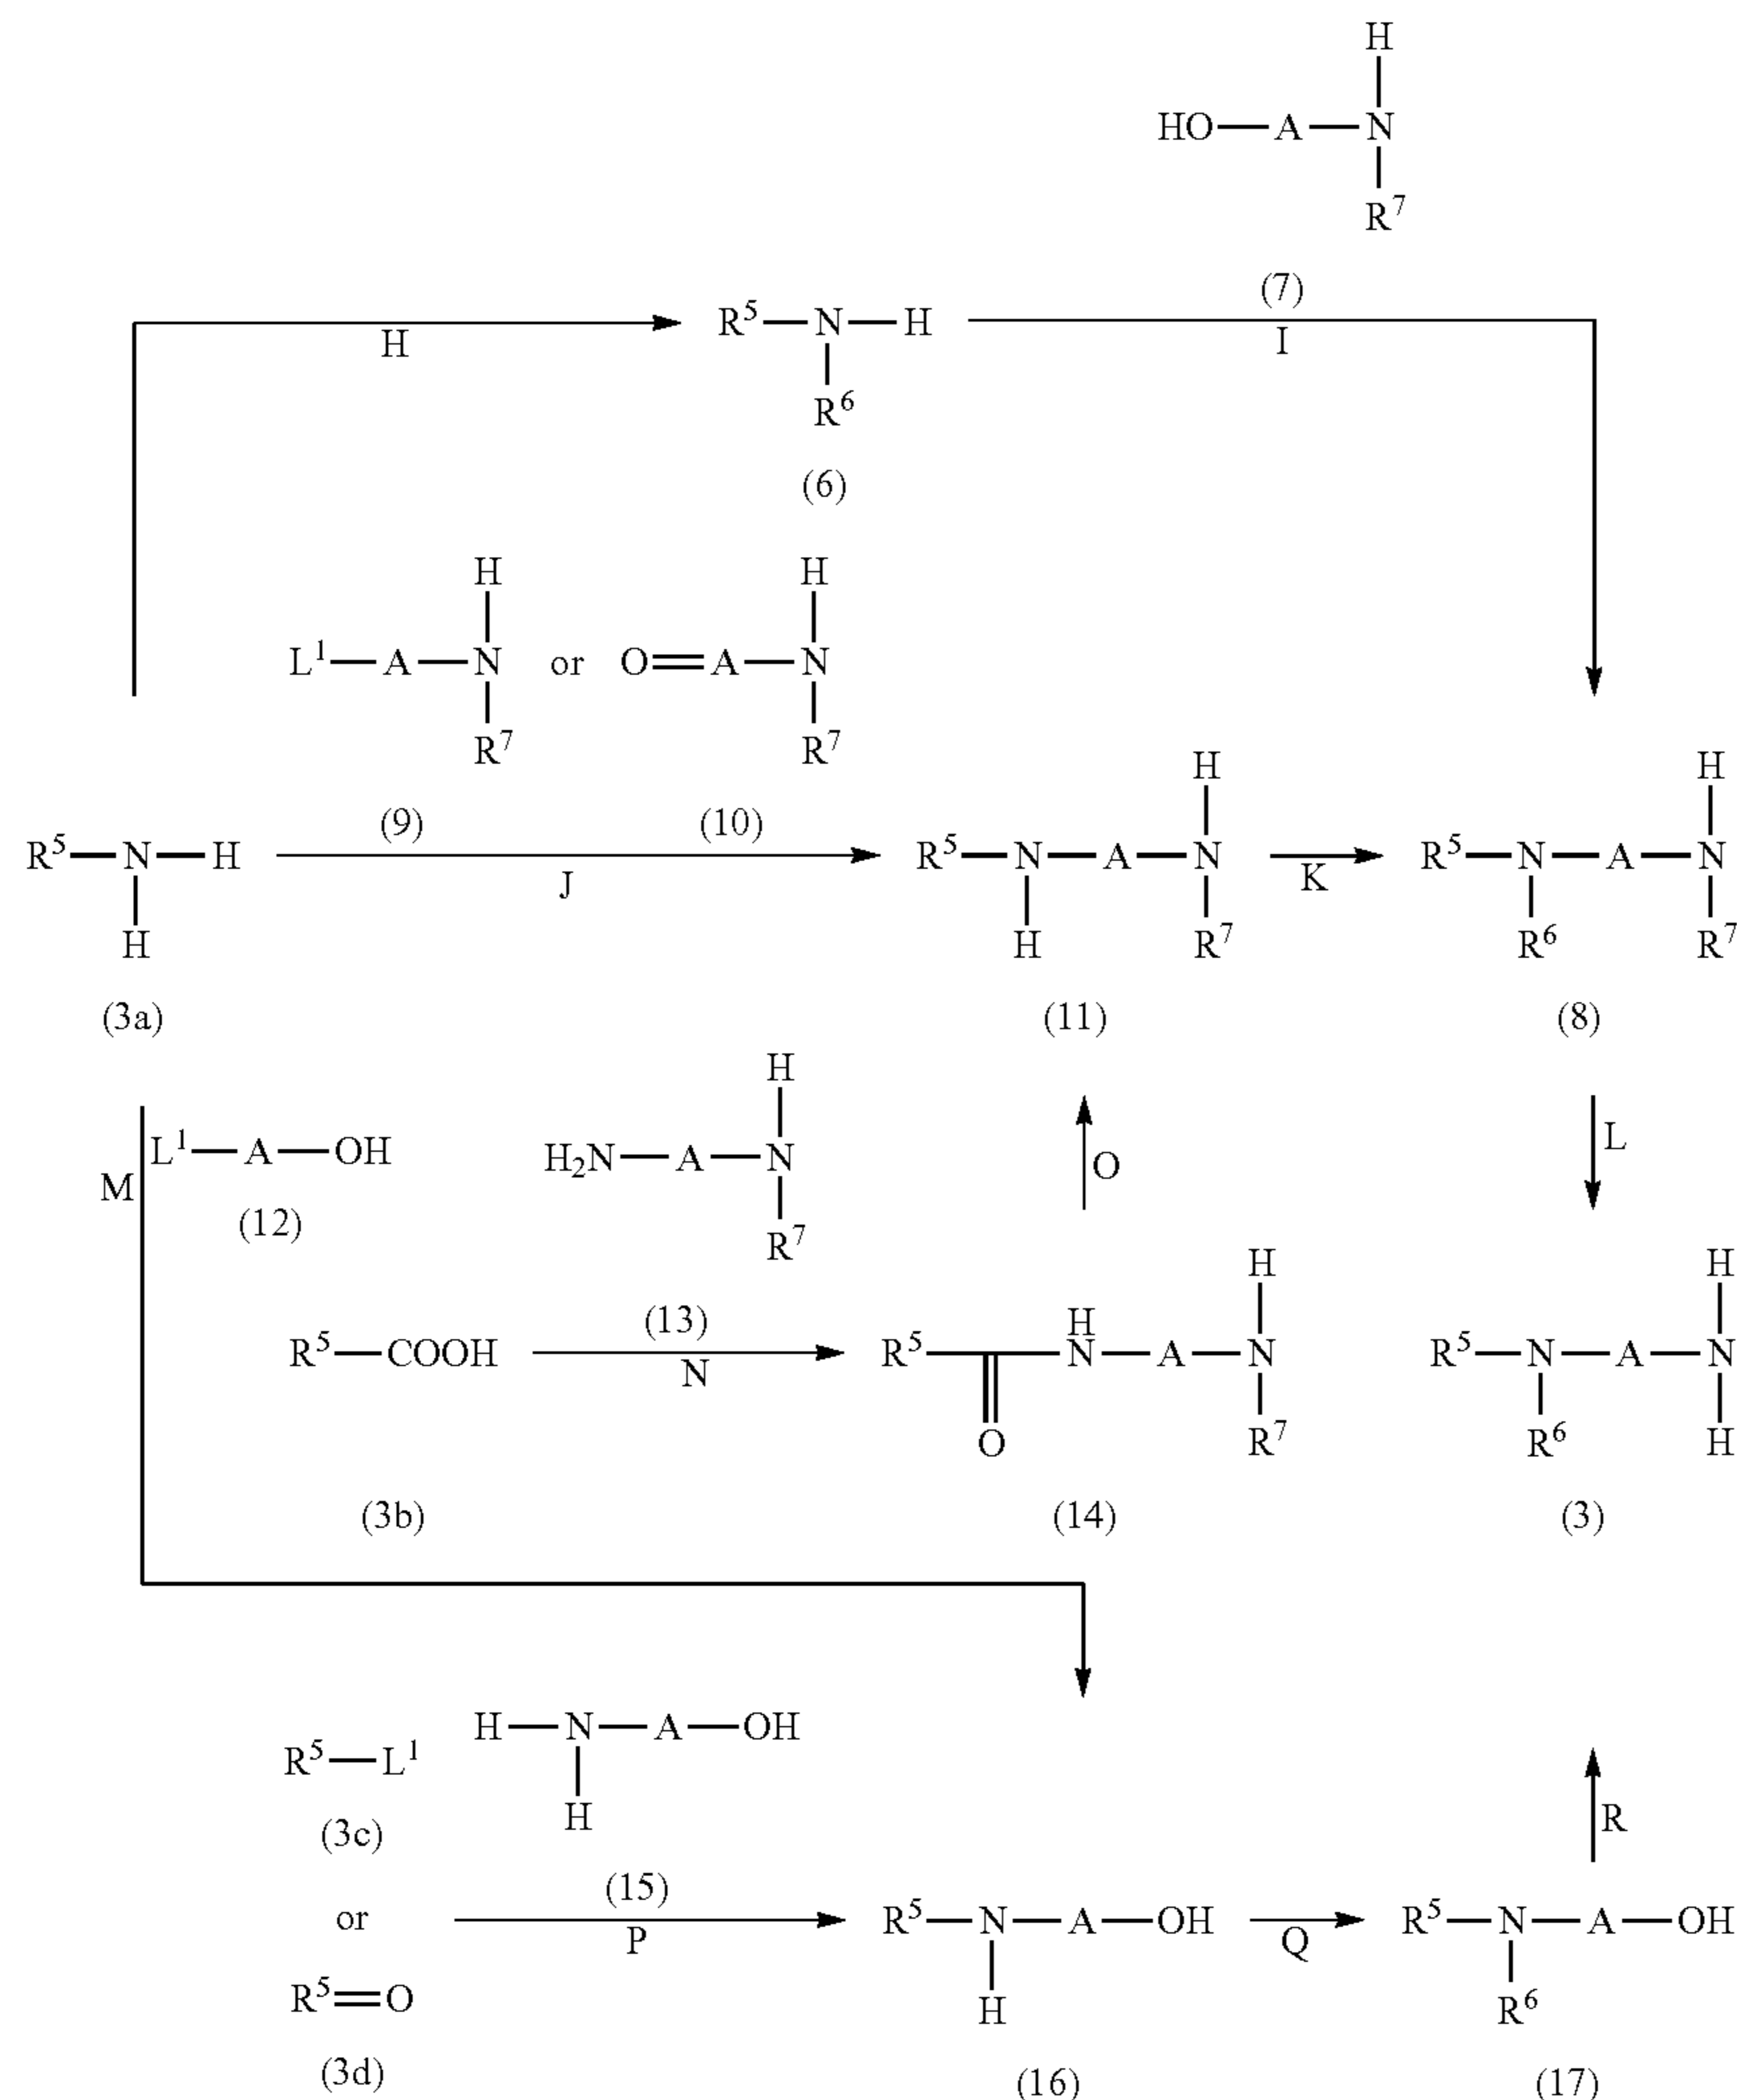 H
HO—A—N
R⁷
(7)
H
R⁵—N—H
I
R⁶
(6)
H
H
L¹—A—N or O=A—N
R⁷
R⁷
H
H
(9)
(10)
R⁵—N—H
J
R⁵—N—A—N
K
R⁵—N—A—N
H
H
R⁷
R⁶
R⁷
(3a)
(11)
(8)
H
L¹—A—OH
H₂N—A—N
O
L
M
(12)
R⁷
H
H
(13)
H
R⁵—COOH
N
R⁵—N—A—N
R⁵—N—A—N
O
R⁷
R⁶
H
(3b)
(14)
(3)
H—N—A—OH
R⁵—L¹
H
R
(3c)
(15)
or
P
R⁵—N—A—OH
Q
R⁵—N—A—OH
R⁵=O
H
R⁶
(3d)
(16)
(17)